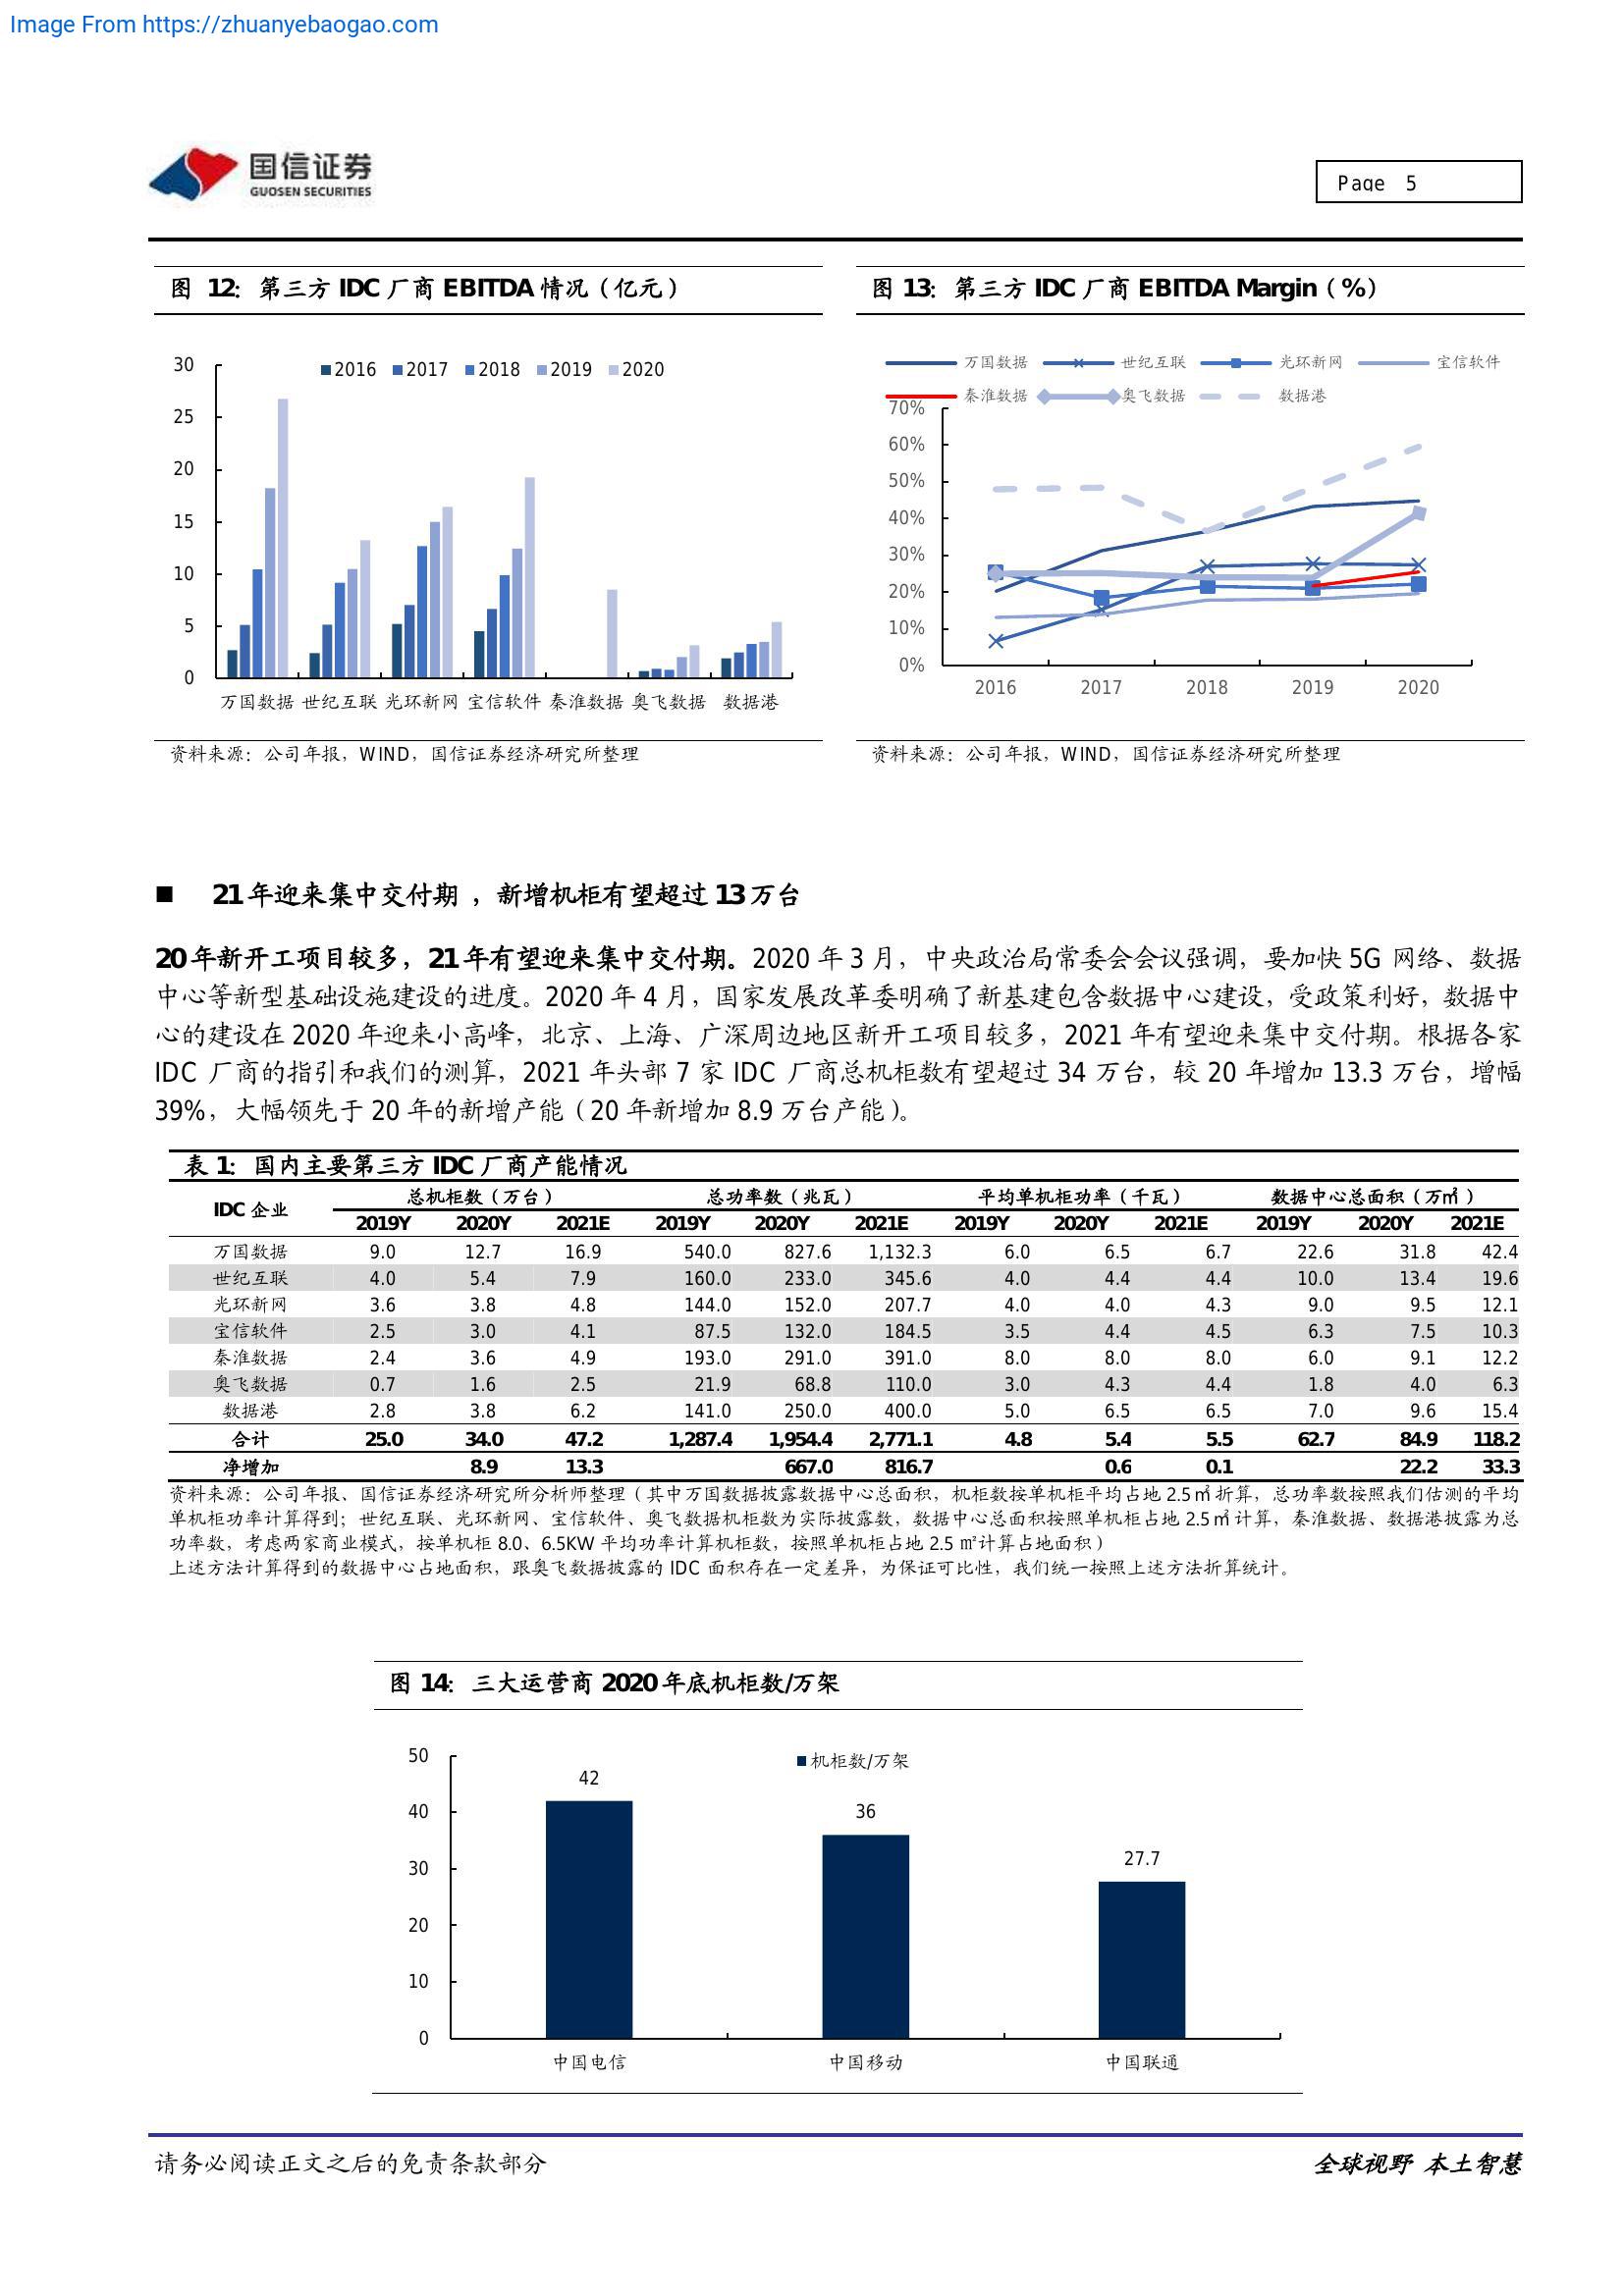 Image From https://zhuanyebaogao.com
国信证券
GUOSEN SECURITIES
Page 5
图 12：第三方 IDC 厂商 EBITDA 情况（亿元）
30
25
20
15
10
5
0
2016 2017 2018 2019 2020
万国数据 世纪互联 光环新网 宝信软件 秦淮数据 奥飞数据 数据港
资料来源：公司年报，WIND，国信证券经济研究所整理
图 13：第三方 IDC 厂商 EBITDA Margin（%）
万国数据 世纪互联 光环新网 宝信软件
秦淮数据 奥飞数据 数据港
70%
60%
50%
40%
30%
20%
10%
0%
2016 2017 2018 2019 2020
资料来源：公司年报，WIND，国信证券经济研究所整理
■ 21年迎来集中交付期 ，新增机柜有望超过 13万台
20年新开工项目较多，21年有望迎来集中交付期。2020 年 3 月，中央政治局常委会会议强调，要加快 5G 网络、数据
中心等新型基础设施建设的进度。2020 年 4 月，国家发展改革委明确了新基建包含数据中心建设，受政策利好，数据中
心的建设在 2020 年迎来小高峰，北京、上海、广深周边地区新开工项目较多，2021 年有望迎来集中交付期。根据各家
IDC 厂商的指引和我们的测算，2021 年头部 7 家 IDC 厂商总机柜数有望超过 34 万台，较 20 年增加 13.3 万台，增幅
39%，大幅领先于 20 年的新增产能（20 年新增加 8.9 万台产能）。
表 1：国内主要第三方 IDC 厂商产能情况
IDC 企业 总机柜数（万台） 总功率数（兆瓦） 平均单机柜功率（千瓦） 数据中心总面积（万㎡）
2019Y 2020Y 2021E 2019Y 2020Y 2021E 2019Y 2020Y 2021E 2019Y 2020Y 2021E
万国数据 9.0 12.7 16.9 540.0 827.6 1,132.3 6.0 6.5 6.7 22.6 31.8 42.4
世纪互联 4.0 5.4 7.9 160.0 233.0 345.6 4.0 4.4 4.4 10.0 13.4 19.6
光环新网 3.6 3.8 4.8 144.0 152.0 207.7 4.0 4.0 4.3 9.0 9.5 12.1
宝信软件 2.5 3.0 4.1 87.5 132.0 184.5 3.5 4.4 4.5 6.3 7.5 10.3
秦淮数据 2.4 3.6 4.9 193.0 291.0 391.0 8.0 8.0 8.0 6.0 9.1 12.2
奥飞数据 0.7 1.6 2.5 21.9 68.8 110.0 3.0 4.3 4.4 1.8 4.0 6.3
数据港 2.8 3.8 6.2 141.0 250.0 400.0 5.0 6.5 6.5 7.0 9.6 15.4
合计 25.0 34.0 47.2 1,287.4 1,954.4 2,771.1 4.8 5.4 5.5 62.7 84.9 118.2
净增加 8.9 13.3 667.0 816.7 0.6 0.1 22.2 33.3
资料来源：公司年报、国信证券经济研究所分析师整理（其中万国数据披露数据中心总面积，机柜数按单机柜平均占地 2.5㎡折算，总功率数按照我们估测的平均
单机柜功率计算得到；世纪互联、光环新网、宝信软件、奥飞数据机柜数为实际披露数，数据中心总面积按照单机柜占地 2.5㎡计算，秦淮数据、数据港披露为总
功率数，考虑两家商业模式，按单机柜 8.0、6.5KW 平均功率计算机柜数，按照单机柜占地 2.5 ㎡计算占地面积）
上述方法计算得到的数据中心占地面积，跟奥飞数据披露的 IDC 面积存在一定差异，为保证可比性，我们统一按照上述方法折算统计。
图 14：三大运营商 2020年底机柜数/万架
50
40
30
20
10
0
机柜数/万架
42
36
27.7
中国电信 中国移动 中国联通
请务必阅读正文之后的免责条款部分
全球视野 本土智慧